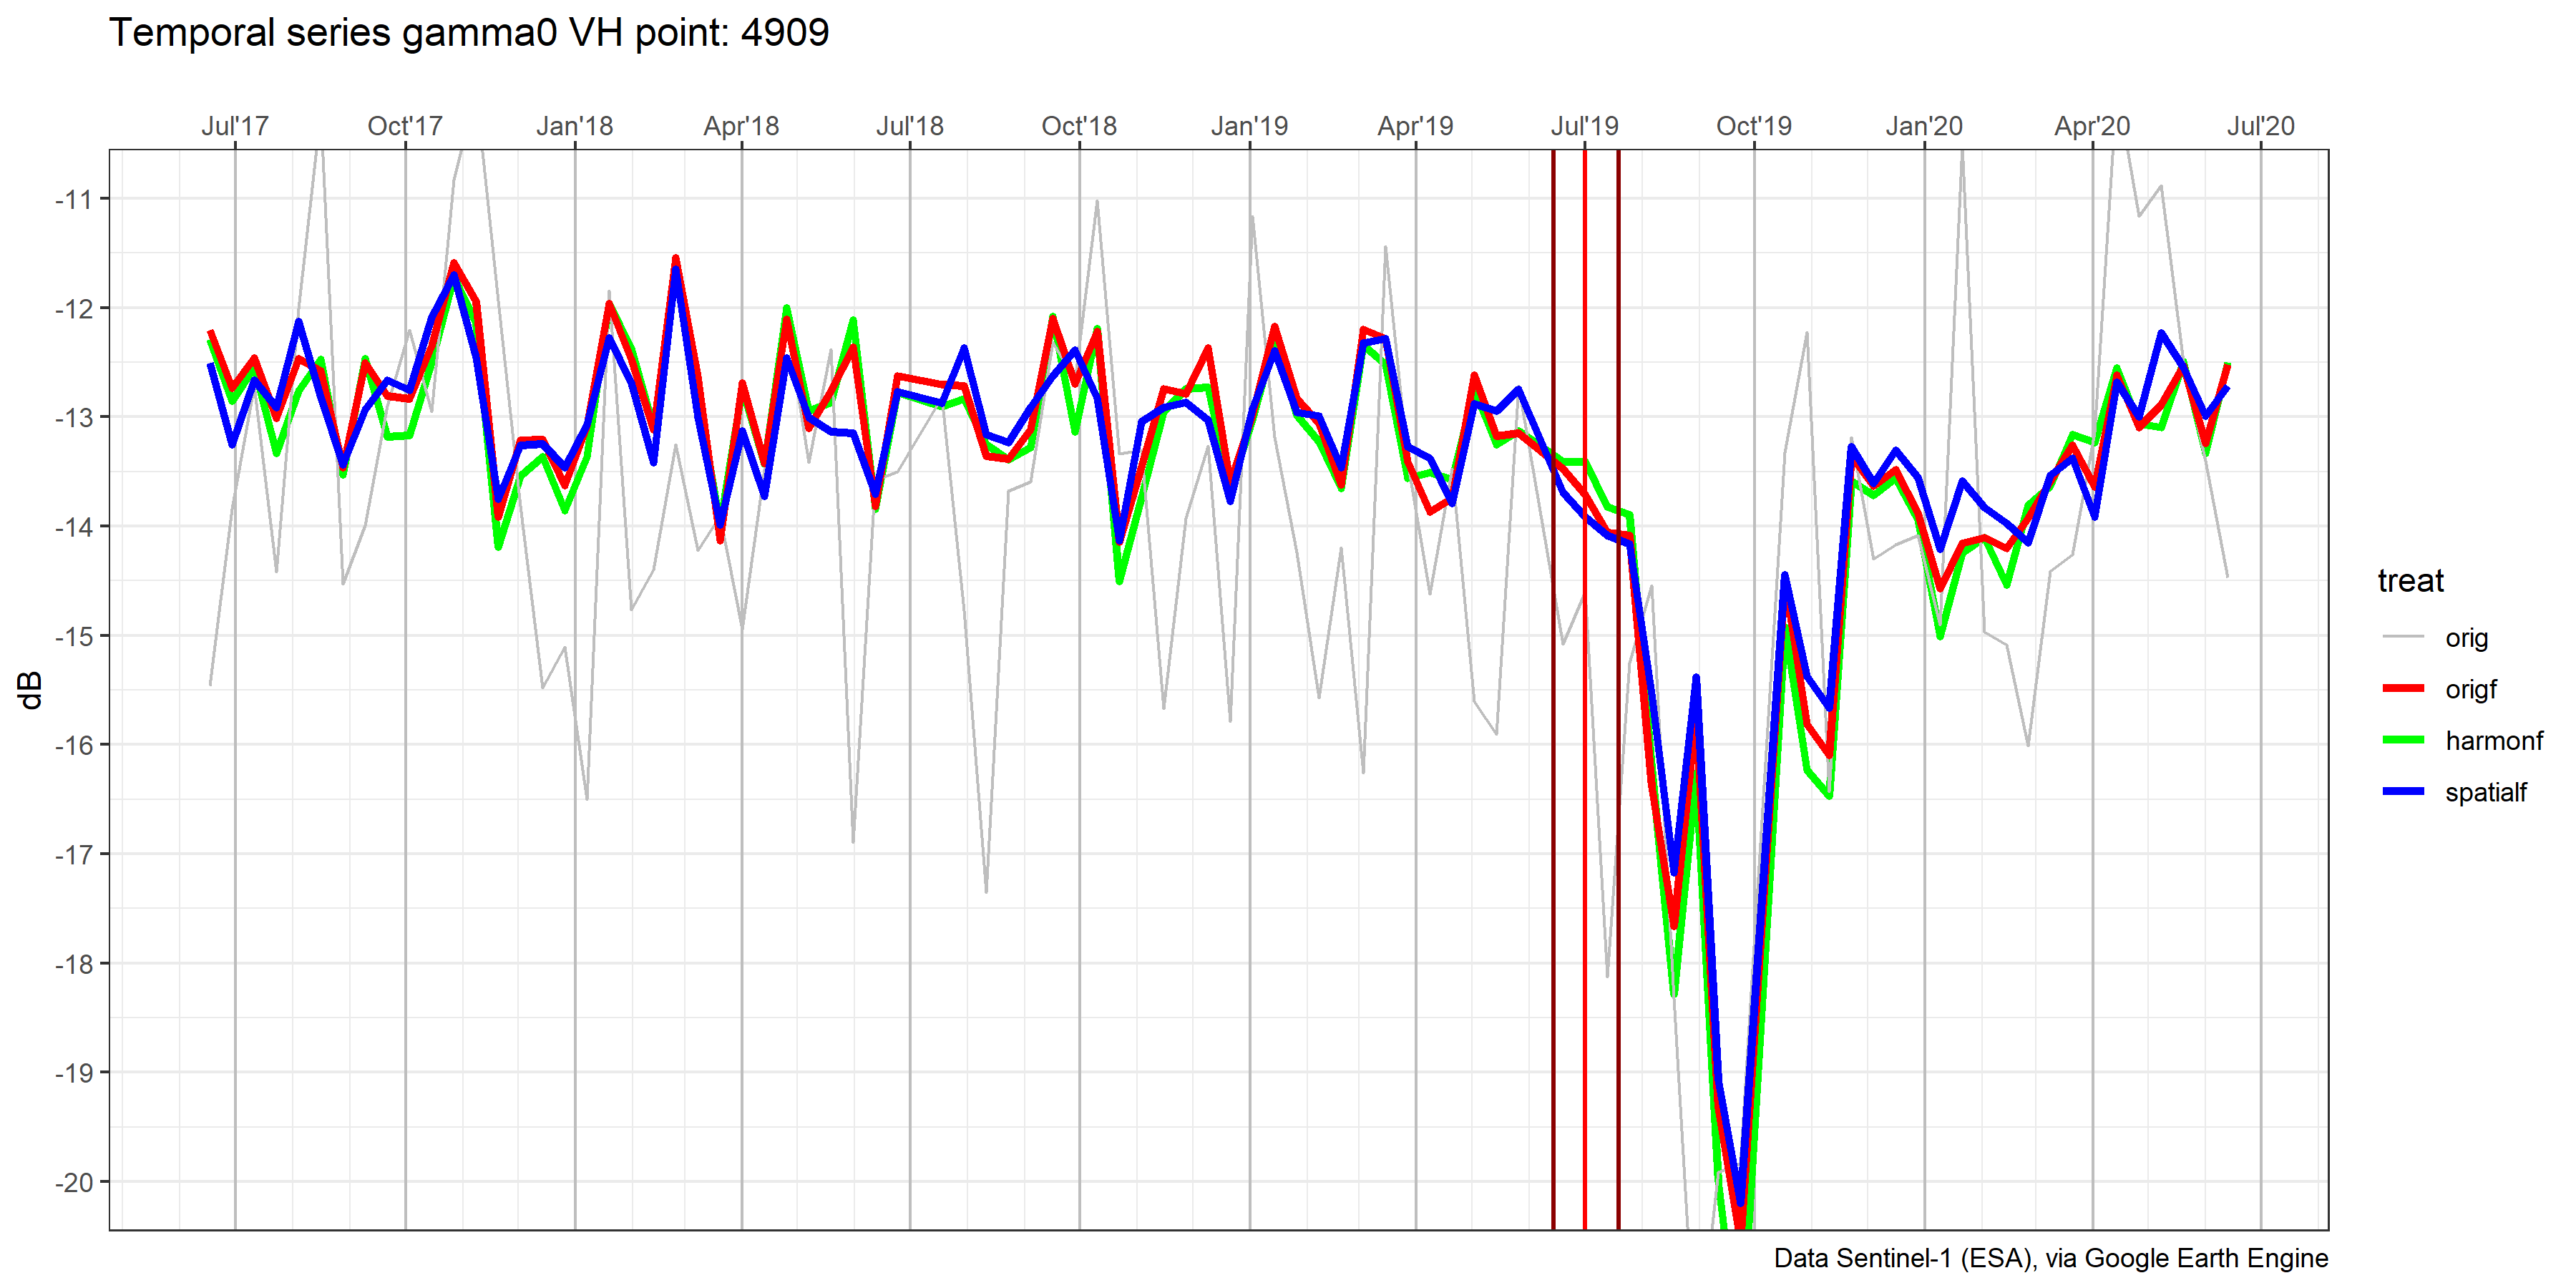 Temporal series gamma0 VH point: 4909
Jul'17 Oct'17 Jan'18 Apr'18 Jul'18 Oct'18 Jan'19 Apr'19 Jul'19 Oct'19 Jan'20 Apr'20 Jul'20
-11
-12
-13
-14
-15
-16
-17
-18
-19
-20
dB
treat
orig
origf
harmonf
spatialf
Data Sentinel-1 (ESA), via Google Earth Engine